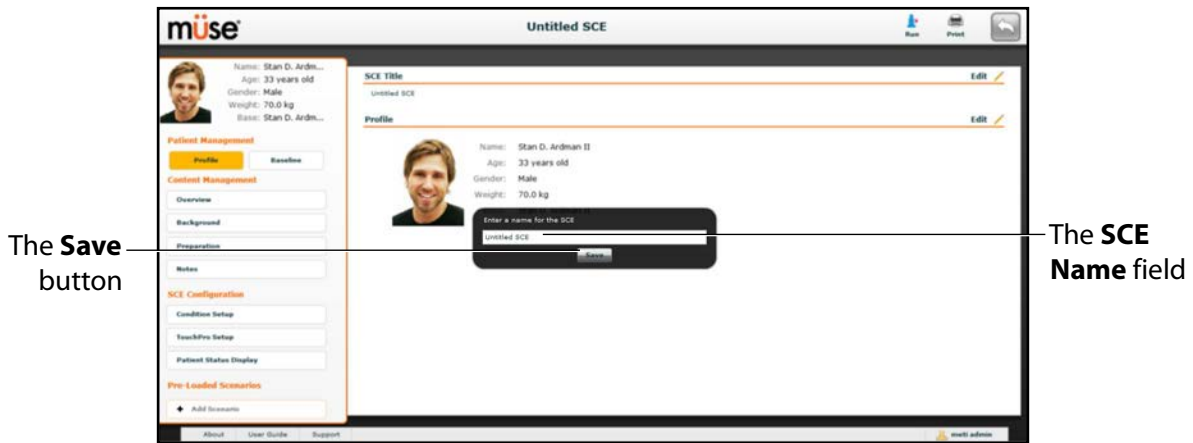 müse
Untitled SCE
Run
Print
Name: Stan D. Ardm...
Age: 33 years old
Gender: Male
Weight: 70.0 kg
Base: Stan D. Ardm...
Patient Management
Profile Baseline
Content Management
Overview
Background
Preparation
Notes
SCE Configuration
Condition Setup
TouchPro Setup
Patient Status Display
Pre-Loaded Scenarios
+ Add Scenario
SCE Title Edit
Untitled SCE
Profile Edit
Name: Stan D. Ardman II
Age: 33 years old
Gender: Male
Weight: 70.0 kg
Enter a name for the SCE
Untitled SCE
Save
The Save
button
The SCE
Name field
About User Guide Support
meti admin